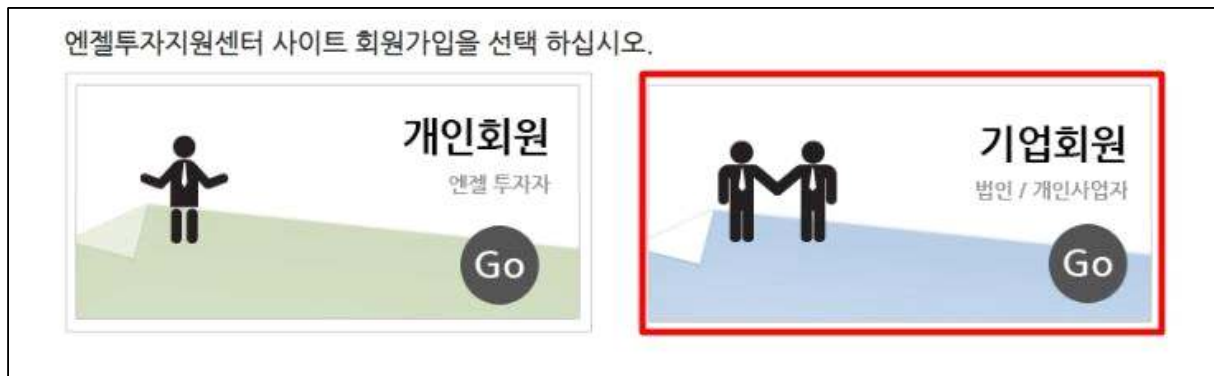 엔젤투자지원센터 사이트 회원가입을 선택 하십시오.
개인회원
엔젤 투자자
Go
기업회원
법인 / 개인사업자
Go